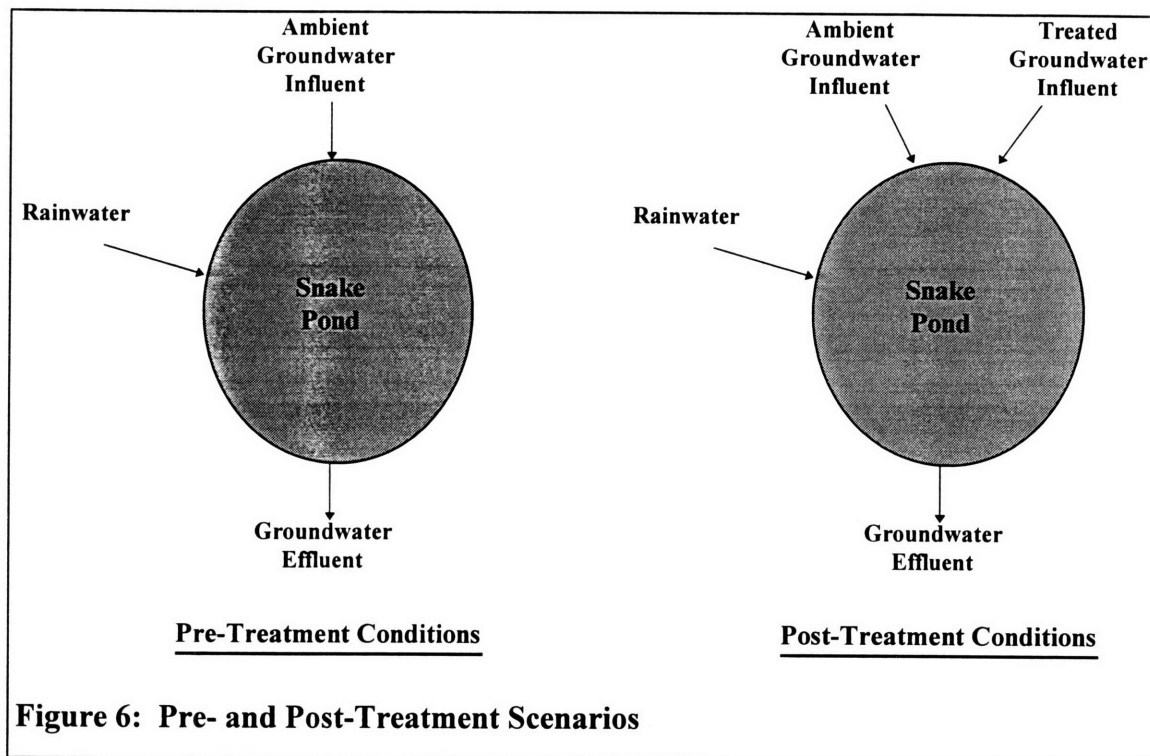 Ambient
Groundwater
Influent
Rainwater
Snake
Pond
Groundwater
Effluent
Pre-Treatment Conditions
Ambient
Groundwater
Influent
Treated
Groundwater
Influent
Rainwater
Snake
Pond
Groundwater
Effluent
Post-Treatment Conditions
Figure 6: Pre- and Post-Treatment Scenarios